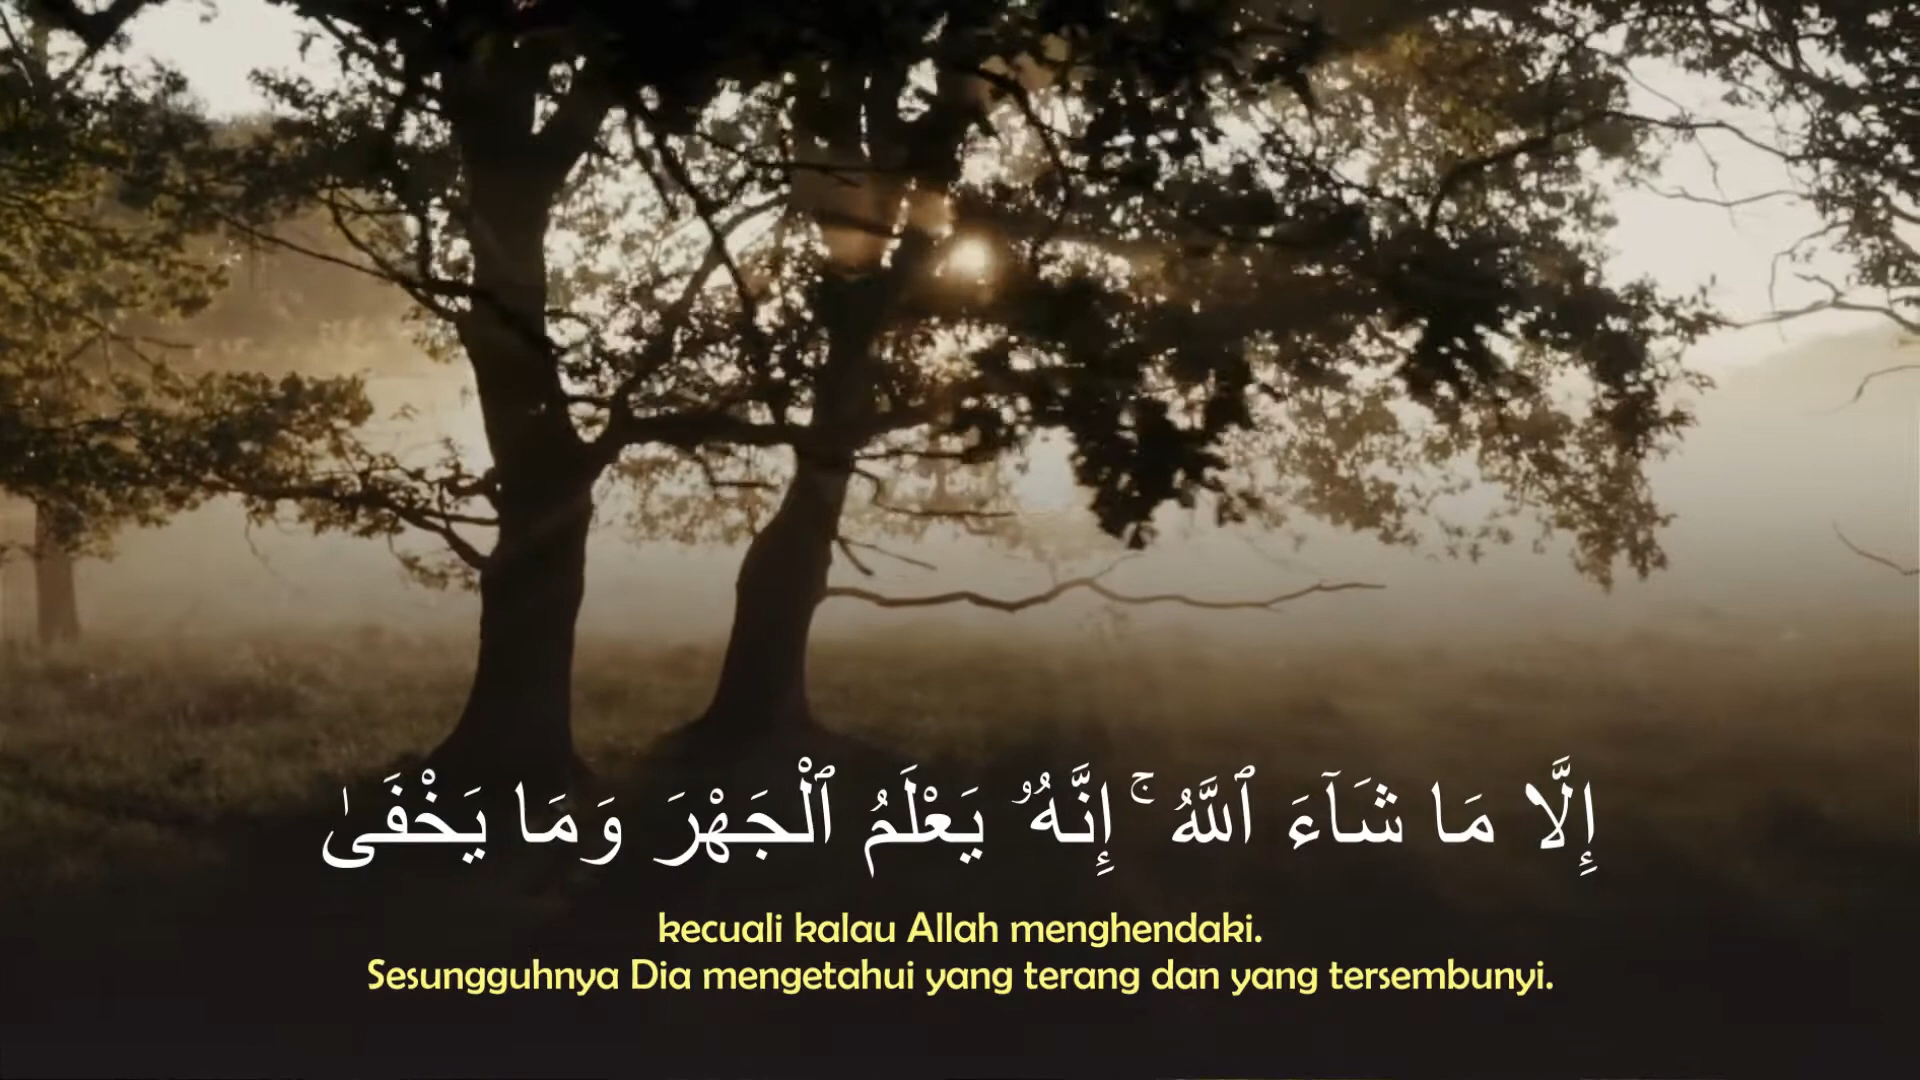 إِلَّا مَا شَآءَ ٱللَّهُ ۚ إِنَّهُۥ يَعْلَمُ ٱلْجَهْرَ وَمَا يَخْفَىٰ
kecuali kalau Allah menghendaki.
Sesungguhnya Dia mengetahui yang terang dan yang tersembunyi.